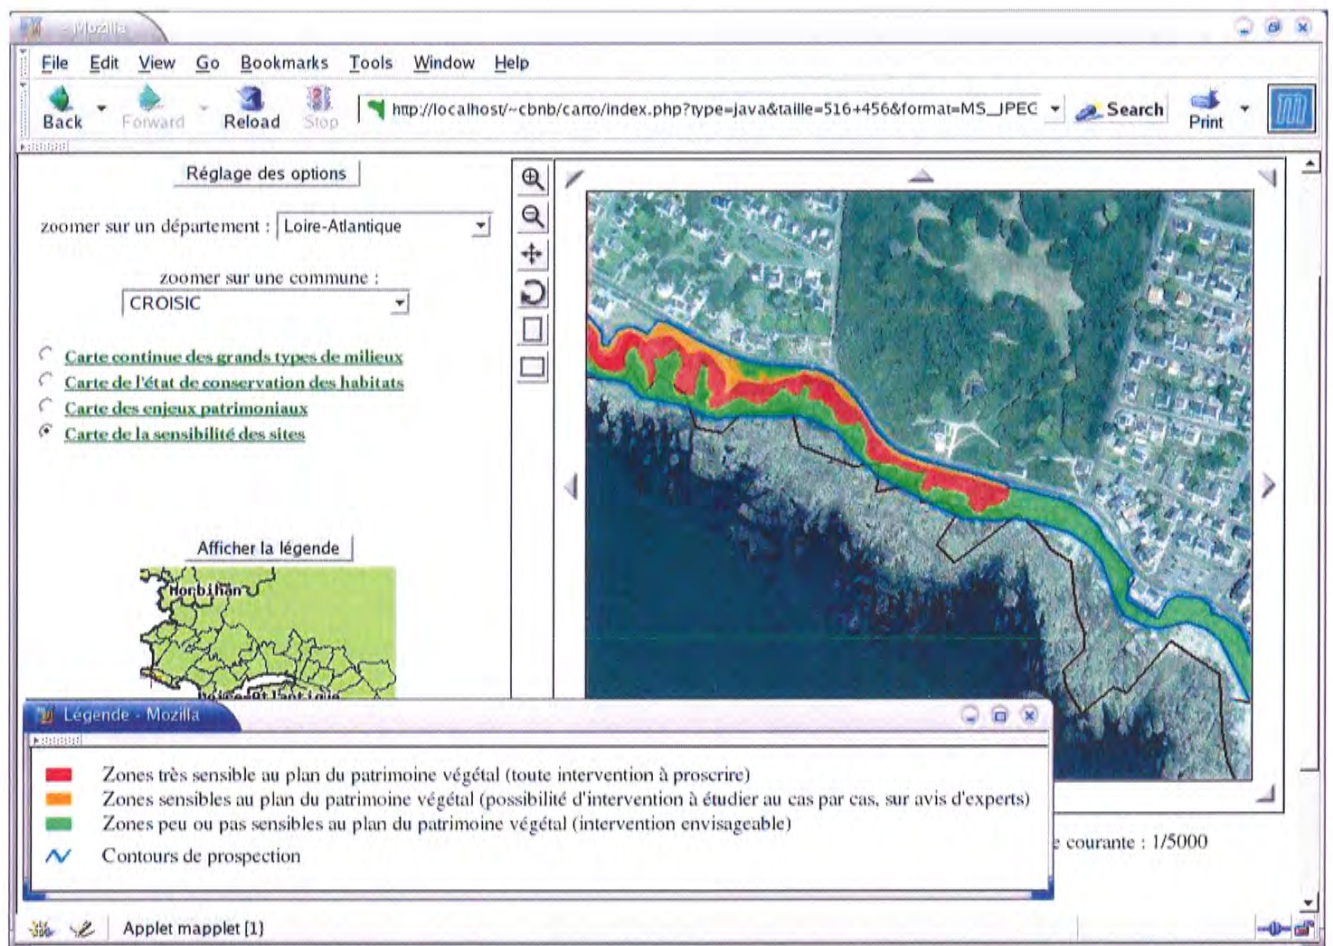 - Mozilla
File Edit View Go Bookmarks Tools Window Help
Back Forward Reload Stop http://localhost/~cbnb/carto/index.php?type=java&taille=516+456&format=MS_JPEG Search Print
Réglage des options
zoomer sur un département : Loire-Atlantique
zoomer sur une commune :
CROISIC
Carte continue des grands types de milieux
Carte de l'état de conservation des habitats
Carte des enjeux patrimoniaux
Carte de la sensibilité des sites
Afficher la légende
Morbihan
Légende - Mozilla
Zones très sensible au plan du patrimoine végétal (toute intervention à proscrire)
Zones sensibles au plan du patrimoine végétal (possibilité d'intervention à étudier au cas par cas, sur avis d'experts)
Zones peu ou pas sensibles au plan du patrimoine végétal (intervention envisageable)
Contours de prospection
e courante : 1/5000
Applet mapplet [1]